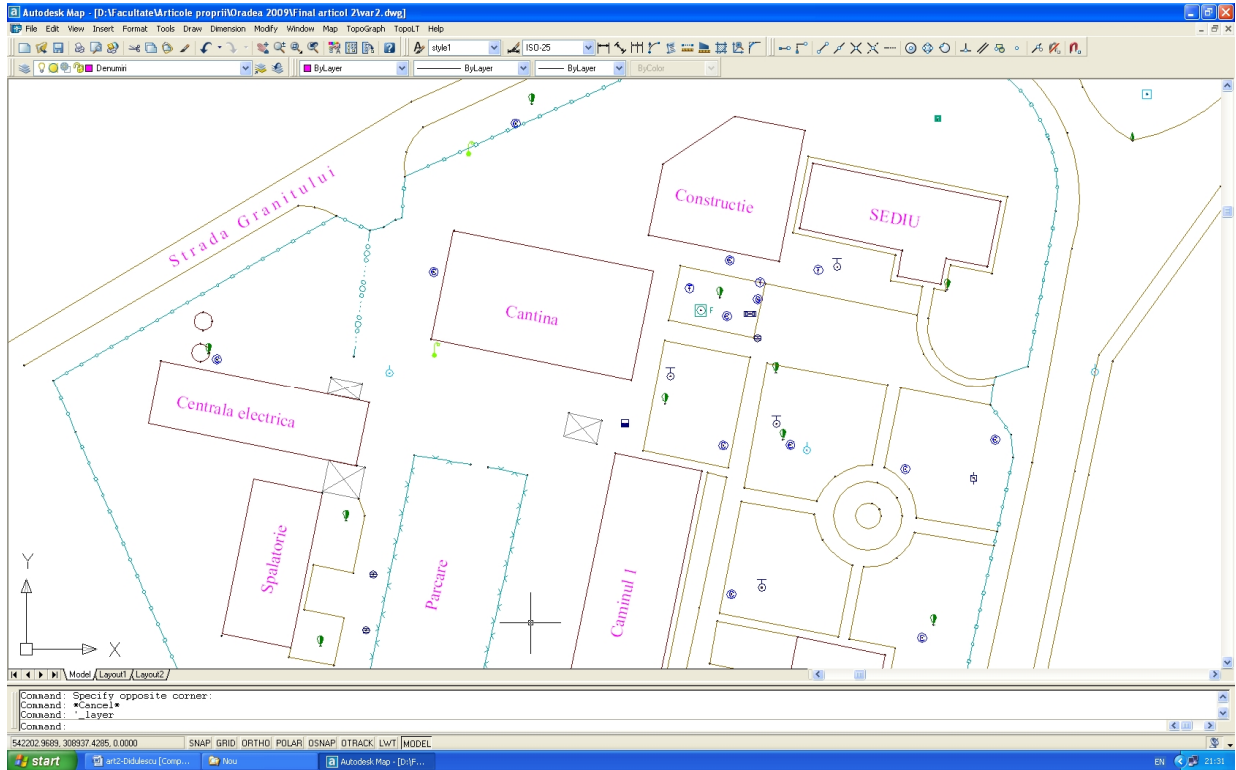 Autodesk Map - [D:\Facultate\Articole proprii\Oradea 2009\Final articol 2\var2.dwg]
File Edit View Insert Format Tools Draw Dimension Modify Window Map TopoGraph TopoLT Help
style1 ISO-25
Denumiri ByLayer ByLayer ByLayer ByColor
Strada Granitului
Constructie
SEDIU
Cantina
F
Centrala electrica
Spalatorie
Parcare
Caminul 1
Y
X
Model Layout1 Layout2
Command: Specify opposite corner:
Command: *Cancel*
Command: '_layer
Command:
542202.9689, 308937.4285, 0.0000 SNAP GRID ORTHO POLAR OSNAP OTRACK LWT MODEL
start art2-Didulescu [Comp... Nou Autodesk Map - [D:\F... EN 21:31